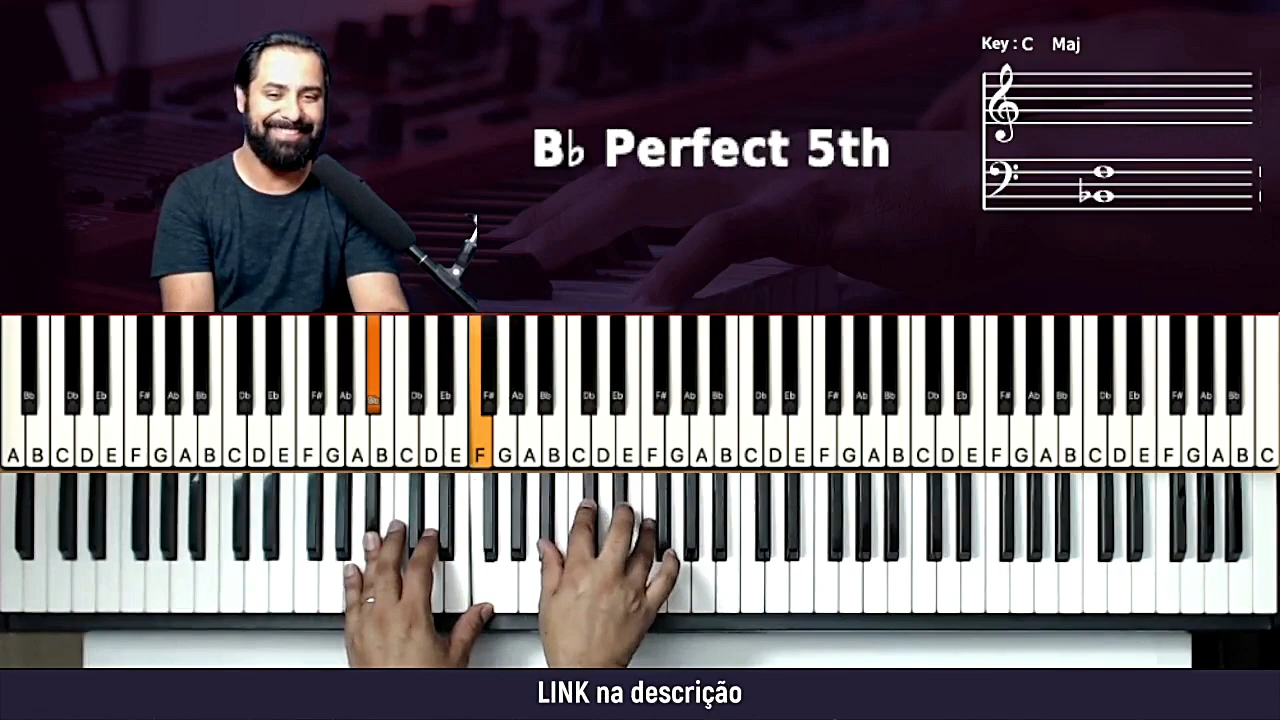 Key : C Maj
B♭ Perfect 5th
Bb Db Eb F# Ab Bb Db Eb F# Ab Bb Db Eb F# Ab Bb Db Eb F# Ab Bb Db Eb F# Ab Bb Db Eb F# Ab Bb Db Eb F# Ab Bb
A B C D E F G A B C D E F G A B C D E F G A B C D E F G A B C D E F G A B C D E F G A B C D E F G A B C
LINK na descrição